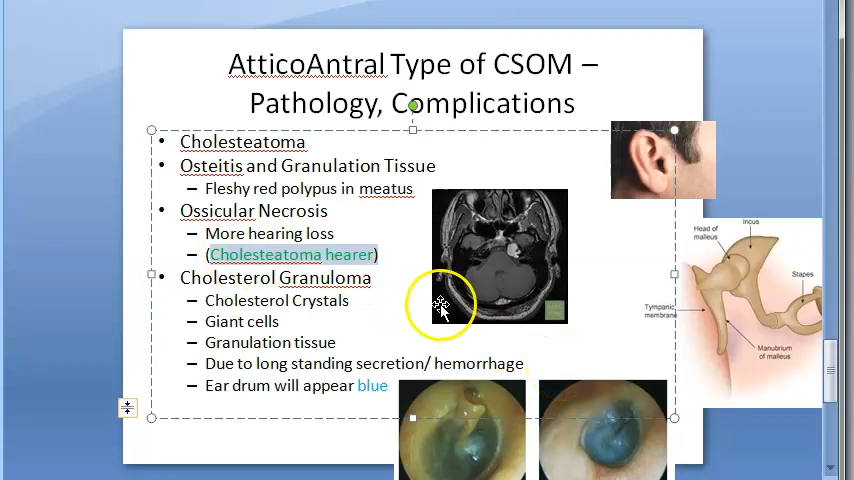 AtticoAntral Type of CSOM –
Pathology, Complications
• Cholesteatoma
• Osteitis and Granulation Tissue
– Fleshy red polypus in meatus
• Ossicular Necrosis
– More hearing loss
– (Cholesteatoma hearer)
• Cholesterol Granuloma
– Cholesterol Crystals
– Giant cells
– Granulation tissue
– Due to long standing secretion/ hemorrhage
– Ear drum will appear blue
Incus
Head of
malleus
Stapes
Tympanic
membrane
Manubrium
of malleus